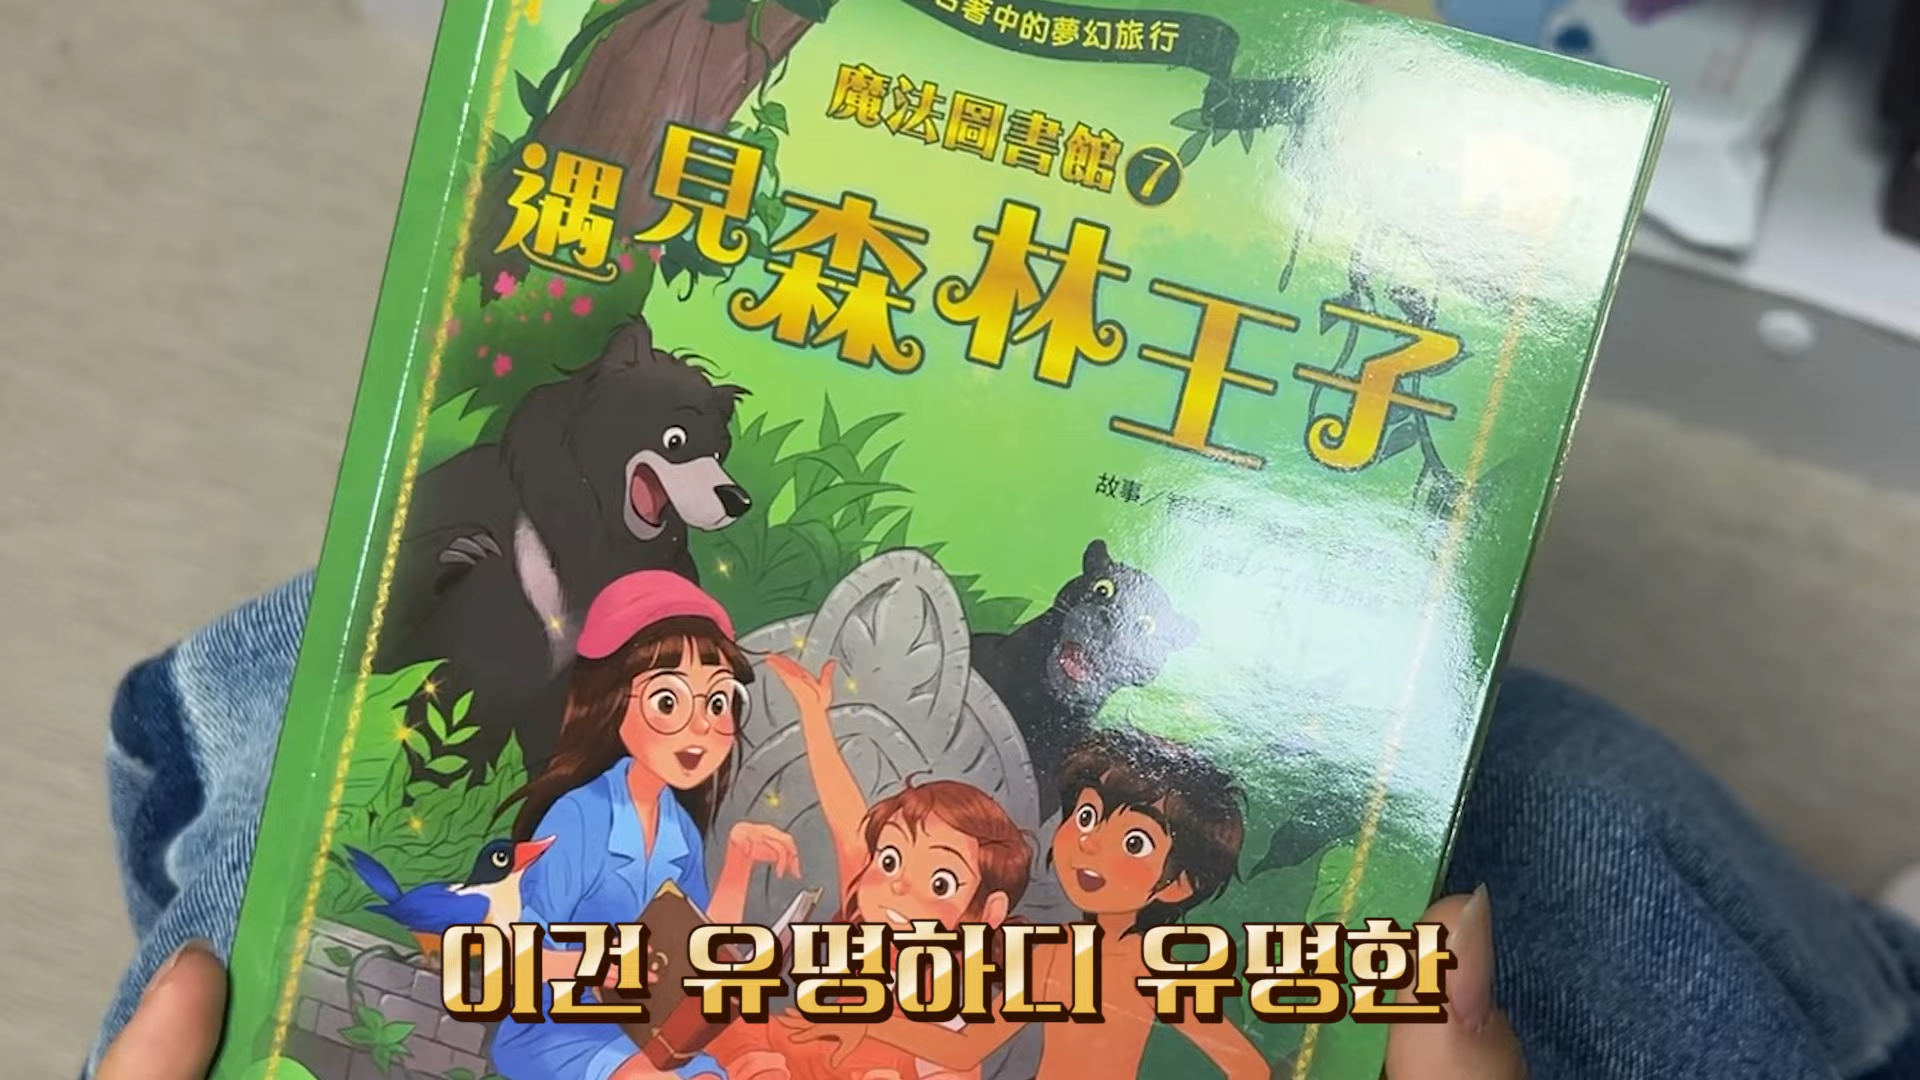 名著中的夢幻旅行
魔法圖書館7
遇見森林王子
故事／
이건 유명하디 유명한